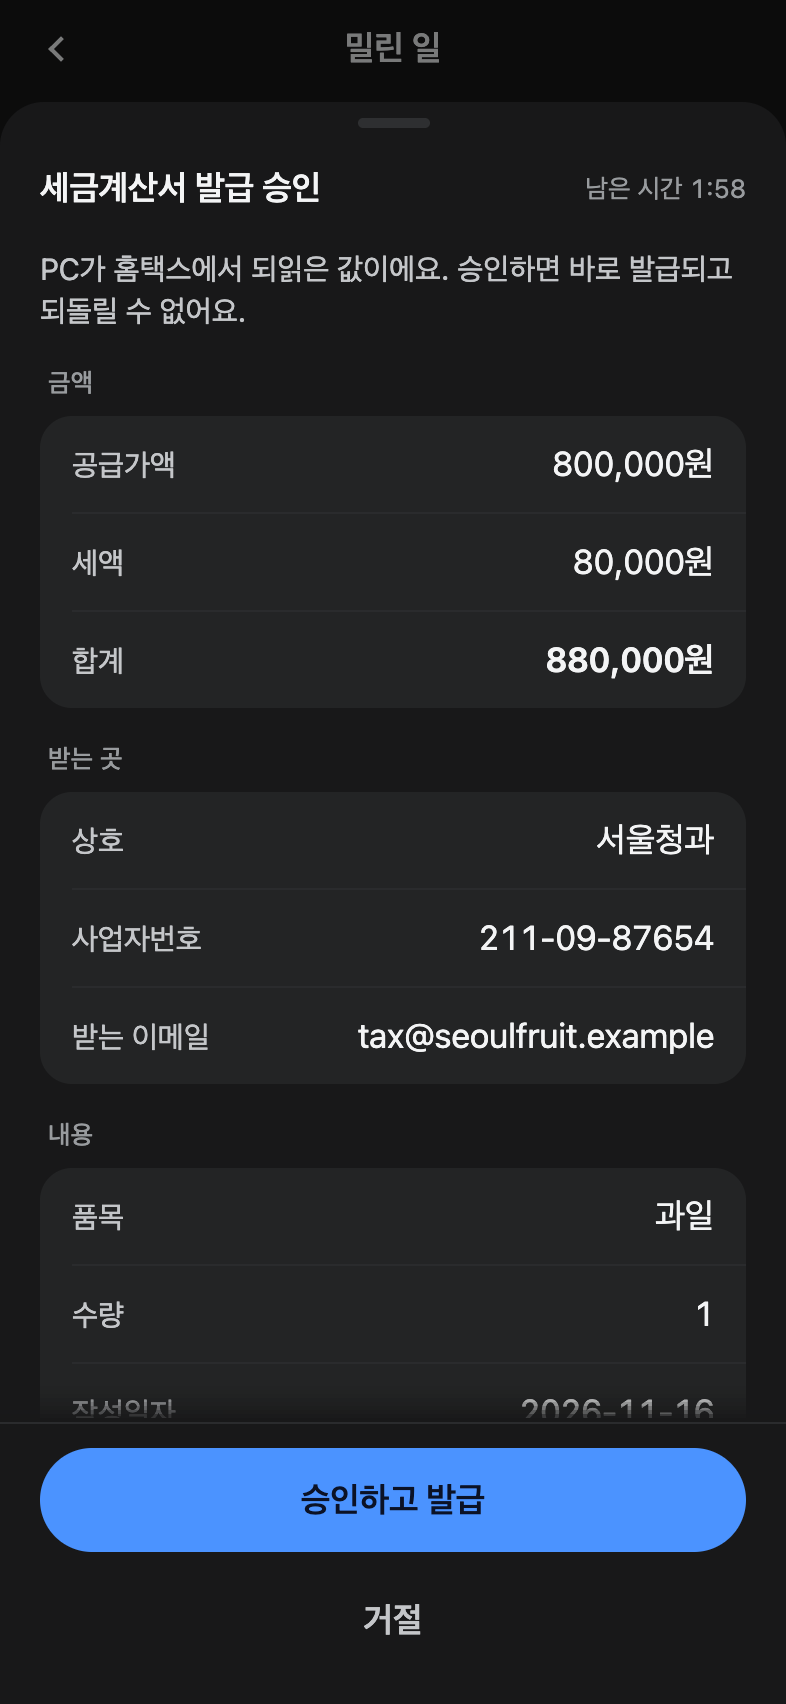 밀린 일
세금계산서 발급 승인
남은 시간 1:58
PC가 홈택스에서 되읽은 값이에요. 승인하면 바로 발급되고
되돌릴 수 없어요.
금액
공급가액 800,000원
세액 80,000원
합계 880,000원
받는 곳
상호 서울청과
사업자번호 211-09-87654
받는 이메일 tax@seoulfruit.example
내용
품목 과일
수량 1
작성일자 2026-11-16
승인하고 발급
거절